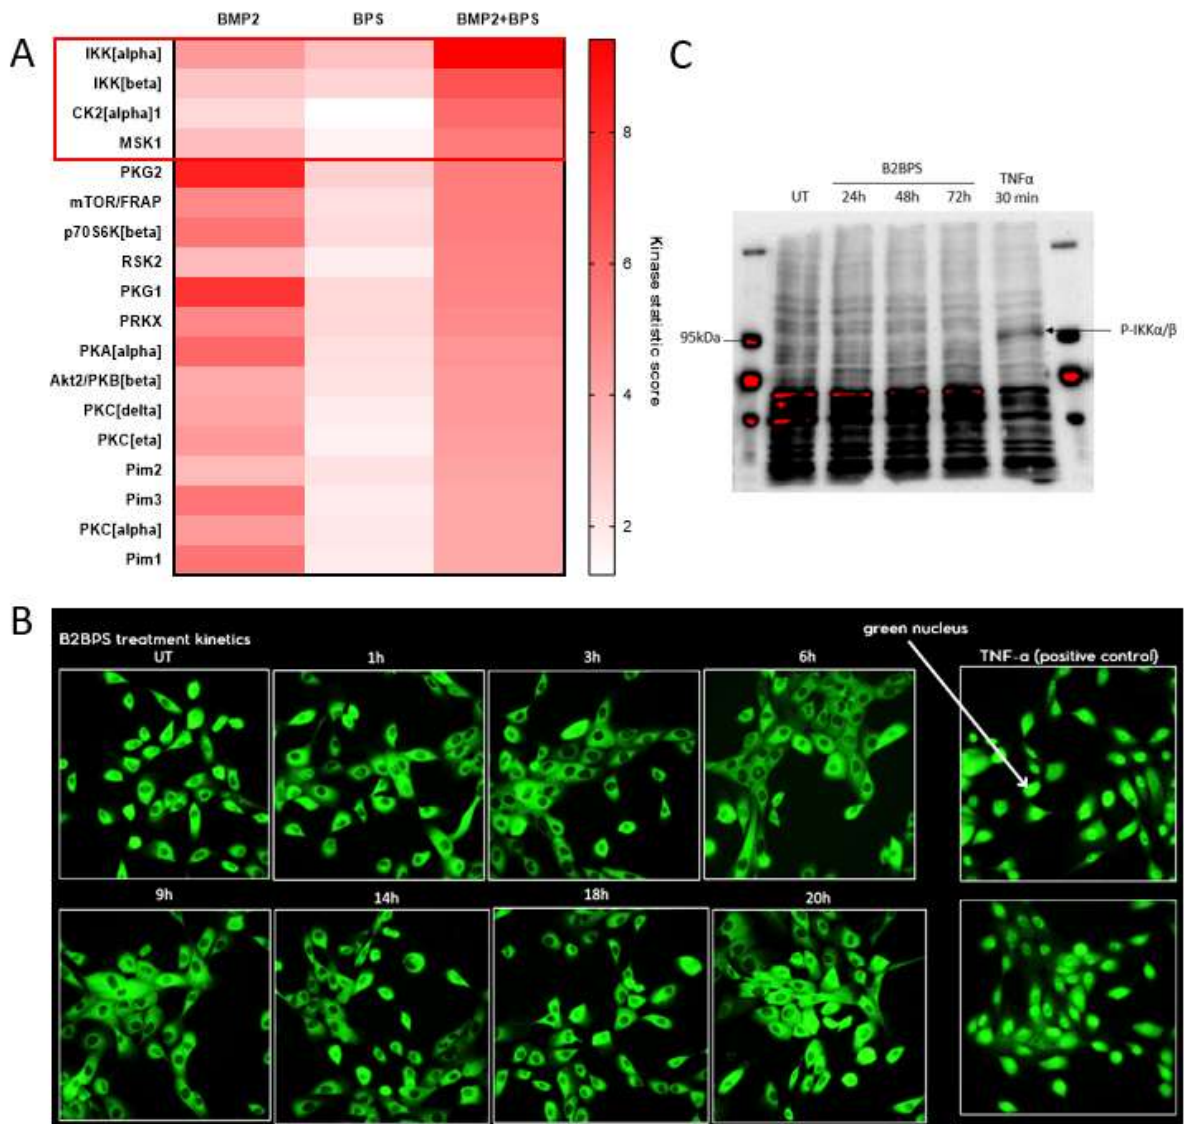 A
BMP2 BPS BMP2+BPS
IKK[alpha]
IKK[beta]
CK2[alpha]1
MSK1
PKG2
mTOR/FRAP
p70S6K[beta]
RSK2
PKG1
PRKX
PKA[alpha]
Akt2/PKB[beta]
PKC[delta]
PKC[eta]
Pim2
Pim3
PKC[alpha]
Pim1
8
6
4
2
Kinase statistic score
C
B2BPS
TNFα
UT 24h 48h 72h 30 min
95kDa
P-IKKα/β
B
B2BPS treatment kinetics
green nucleus
UT 1h 3h 6h TNF-α (positive control)
9h 14h 18h 20h